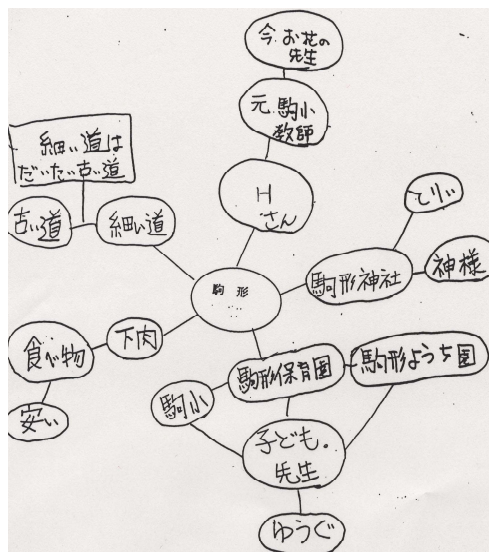 今.お花の
先生
元.駒小
教師
H
さん
細い道は
だいたい古い道
古い道
細い道
とりい
駒形神社
神様
駒形
下肉
食べ物
安い
駒形保育園
駒形ようち園
駒小
子ども。
先生
ゆうぐ